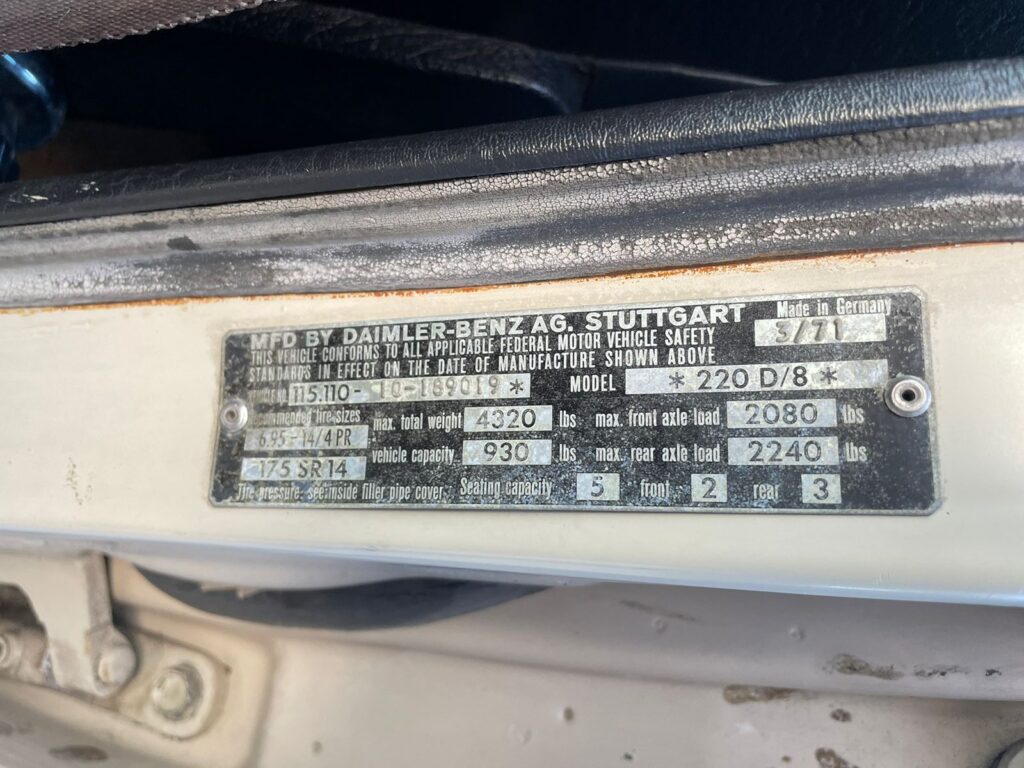 MFD BY DAIMLER-BENZ AG. STUTTGART
Made in Germany
3/71
THIS VEHICLE CONFORMS TO ALL APPLICABLE FEDERAL MOTOR VEHICLE SAFETY
STANDARDS IN EFFECT ON THE DATE OF MANUFACTURE SHOWN ABOVE
115.110- 10-189019 * MODEL * 220 D/8 *
recommended tire sizes max. total weight 4320 lbs max. front axle load 2080 lbs
6.95-14/4 PR vehicle capacity 930 lbs max. rear axle load 2240 lbs
175 SR 14
Tire pressure: see inside filler pipe cover. Seating capacity 5 front 2 rear 3